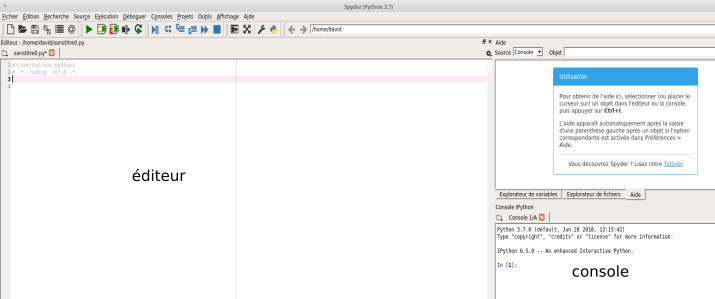 Spyder (Python 3.7)
Fichier Édition Recherche Source Exécution Déboguer Consoles Projets Outils Affichage Aide
/home/david
Éditeur - /home/david/sanstitre0.py
sanstitre0.py*
1 #!/usr/bin/env python3
2 # -*- coding: utf-8 -*-
3
4
éditeur
Aide
Source Console Objet
Utilisation
Pour obtenir de l'aide ici, sélectionner (ou placer le
curseur sur) un objet dans l'éditeur ou la console,
puis appuyer sur Ctrl+I.
L'aide apparaît automatiquement après la saisie
d'une parenthèse gauche après un objet si l'option
correspondante est activée dans Préférences >
Aide.
Vous découvrez Spyder ? Lisez notre Tutoriel
Explorateur de variables Explorateur de fichiers Aide
Console IPython
Console 1/A
Python 3.7.0 (default, Jun 28 2018, 13:15:42)
Type "copyright", "credits" or "license" for more information.
IPython 6.5.0 -- An enhanced Interactive Python.
In [1]:
console